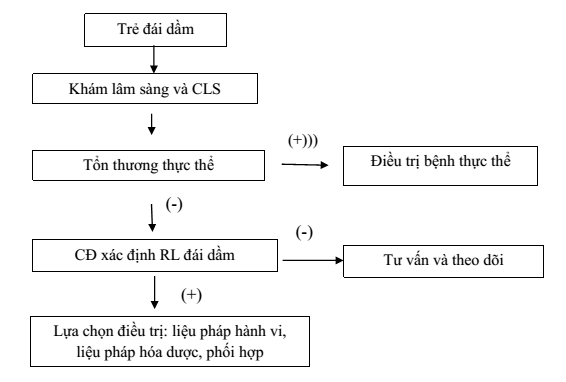 Trẻ đái dầm
Khám lâm sàng và CLS
(+)))
Tổn thương thực thể
Điều trị bệnh thực thể
(-)
(-)
CĐ xác định RL đái dầm
Tư vấn và theo dõi
(+)
Lựa chọn điều trị: liệu pháp hành vi,
liệu pháp hóa dược, phối hợp